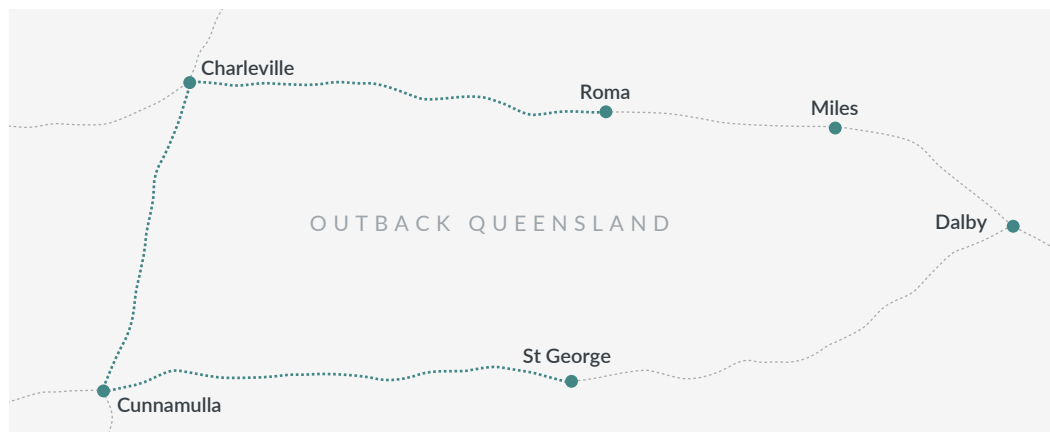 Charleville
Roma
Miles
OUTBACK QUEENSLAND
Dalby
St George
Cunnamulla